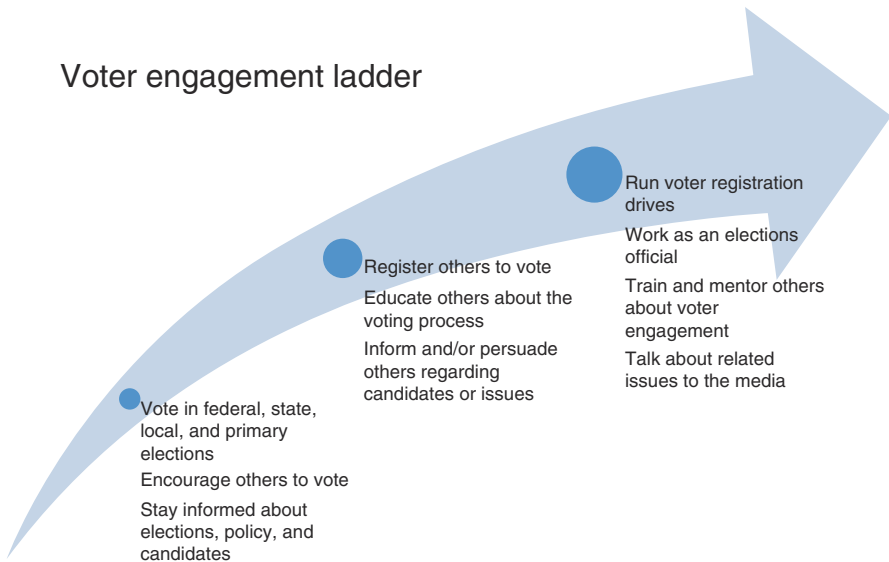 Voter engagement ladder
Vote in federal, state,
local, and primary
elections
Encourage others to vote
Stay informed about
elections, policy, and
candidates
Register others to vote
Educate others about the
voting process
Inform and/or persuade
others regarding
candidates or issues
Run voter registration
drives
Work as an elections
official
Train and mentor others
about voter
engagement
Talk about related
issues to the media